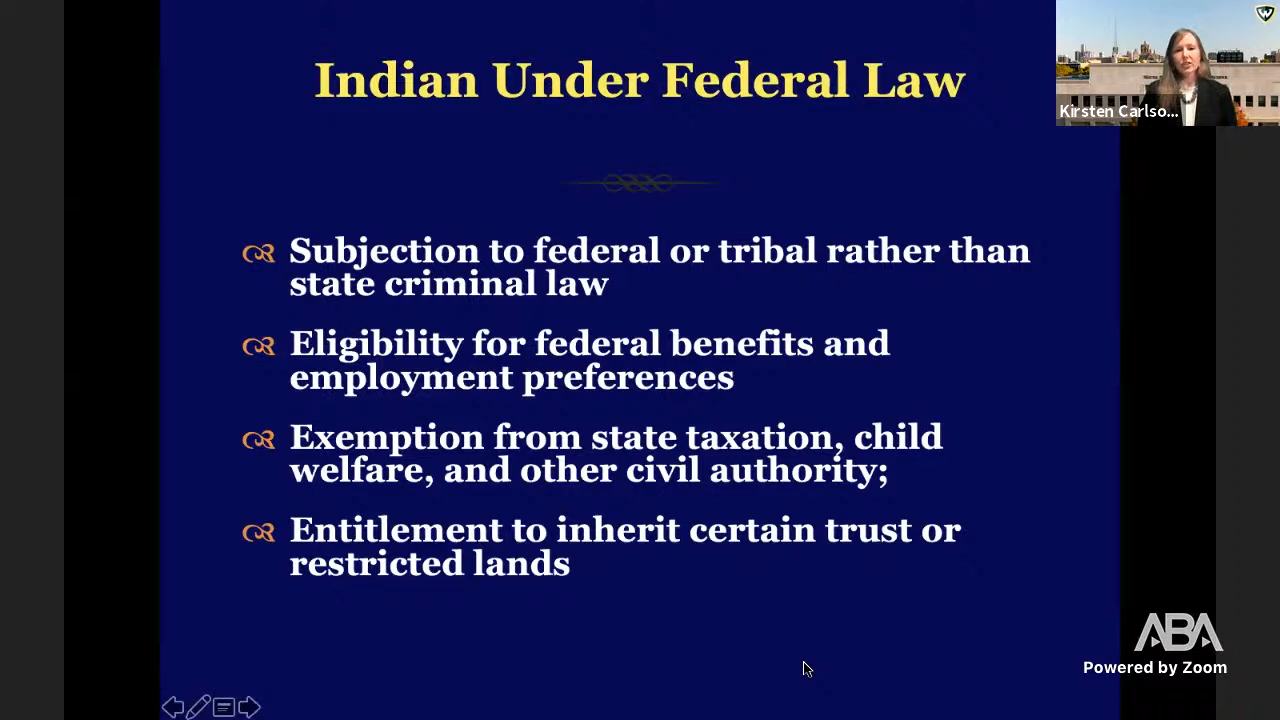 Indian Under Federal Law
Kirsten Carlso...
Subjection to federal or tribal rather than
state criminal law
Eligibility for federal benefits and
employment preferences
Exemption from state taxation, child
welfare, and other civil authority;
Entitlement to inherit certain trust or
restricted lands
ABA
Powered by Zoom